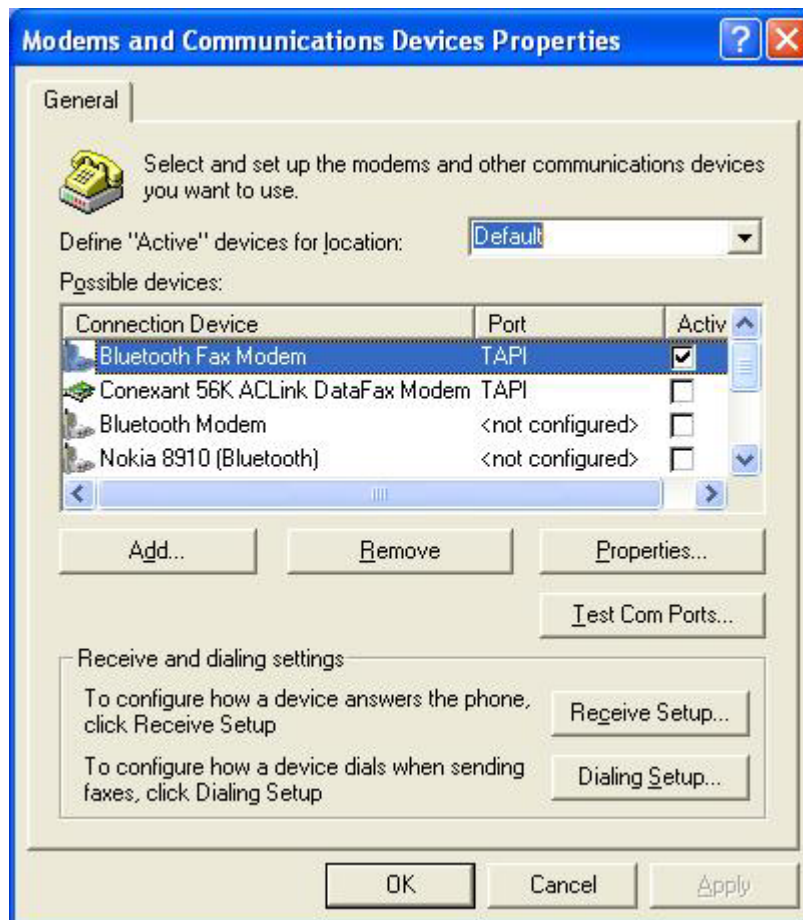 Modems and Communications Devices Properties
General
Select and set up the modems and other communications devices
you want to use.
Define "Active" devices for location:
Default
Possible devices:
Connection Device Port Activ
Bluetooth Fax Modem TAPI
Conexant 56K ACLink DataFax Modem TAPI
Bluetooth Modem <not configured>
Nokia 8910 (Bluetooth) <not configured>
Add... Remove Properties...
Test Com Ports...
Receive and dialing settings
To configure how a device answers the phone,
click Receive Setup
Receive Setup...
To configure how a device dials when sending
faxes, click Dialing Setup
Dialing Setup...
OK Cancel Apply